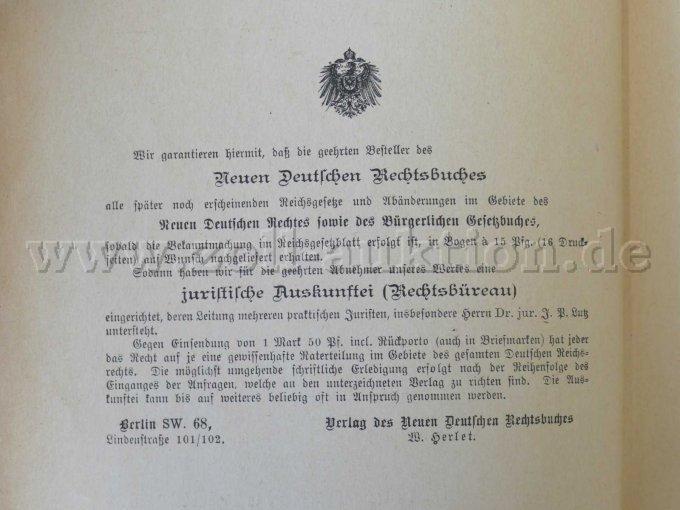 Wir garantieren hiermit, daß die geehrten Besteller des
Neuen Deutschen Rechtsbuches
alle später noch erscheinenden Reichsgesetze und Abänderungen im Gebiete des
Neuen Deutschen Rechtes sowie des Bürgerlichen Gesetzbuches,
sobald die Bekanntmachung im Reichsgesetzblatt erfolgt ist, in Bogen à 15 Pfg. (16 Druck-
seiten) auf Wunsch nachgeliefert erhalten.
Sodann haben wir für die geehrten Abnehmer unseres Werkes eine
juristische Auskunftei (Rechtsbüreau)
eingerichtet, deren Leitung mehreren praktischen Juristen, insbesondere Herrn Dr. jur. J. P. Lutz
untersteht.
Gegen Einsendung von 1 Mark 50 Pf. incl. Rückporto (auch in Briefmarken) hat jeder
das Recht auf je eine gewissenhafte Raterteilung im Gebiete des gesamten Deutschen Reichs-
rechts. Die möglichst umgehende schriftliche Erledigung erfolgt nach der Reihenfolge des
Einganges der Anfragen, welche an den unterzeichneten Verlag zu richten sind. Die Aus-
kunftei kann bis auf weiteres beliebig oft in Anspruch genommen werden.
Berlin SW. 68,
Lindenstraße 101/102.
Verlag des Neuen Deutschen Rechtsbuches
W. Herlet.
www.zoll-auktion.de